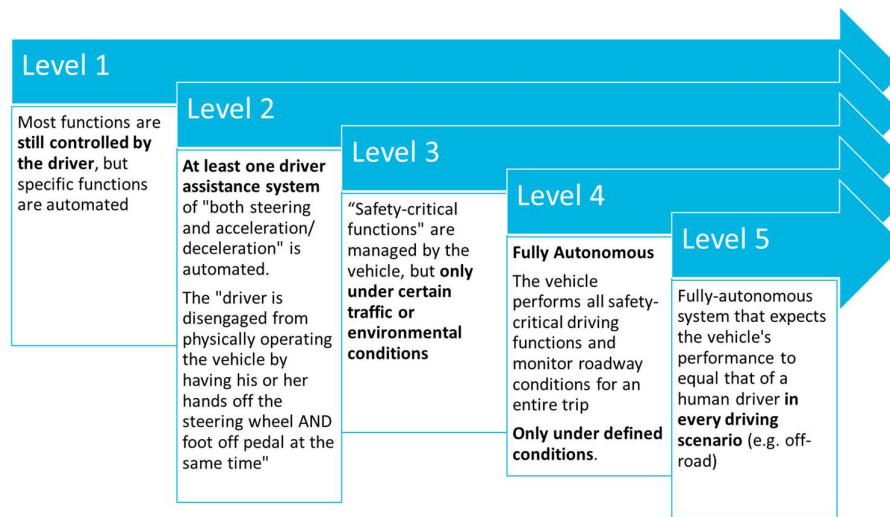 Level 1
Most functions are
still controlled by
the driver, but
specific functions
are automated
Level 2
At least one driver
assistance system
of "both steering
and acceleration/
deceleration" is
automated.
The "driver is
disengaged from
physically operating
the vehicle by
having his or her
hands off the
steering wheel AND
foot off pedal at the
same time"
Level 3
“Safety-critical
functions" are
managed by the
vehicle, but only
under certain
traffic or
environmental
conditions
Level 4
Fully Autonomous
The vehicle
performs all safety-
critical driving
functions and
monitor roadway
conditions for an
entire trip
Only under defined
conditions.
Level 5
Fully-autonomous
system that expects
the vehicle's
performance to
equal that of a
human driver in
every driving
scenario (e.g. off-
road)